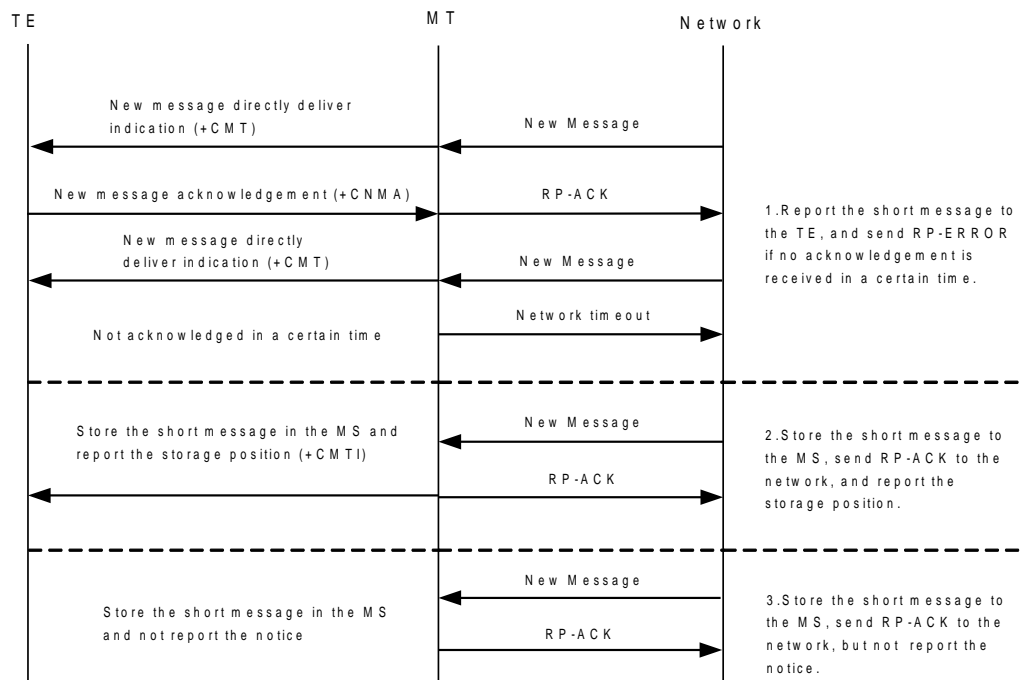 TE
MT
Network
New message directly deliver
indication (+CMT)
New Message
New message acknowledgement (+CNMA)
RP-ACK
1.Report the short message to
the TE, and send RP-ERROR
if no acknowledgement is
received in a certain time.
New message directly
deliver indication (+CMT)
New Message
Network timeout
Not acknowledged in a certain time
New Message
Store the short message in the MS and
report the storage position (+CMTI)
RP-ACK
2.Store the short message to
the MS, send RP-ACK to the
network, and report the
storage position.
New Message
Store the short message in the MS
and not report the notice
RP-ACK
3.Store the short message to
the MS, send RP-ACK to the
network, but not report the
notice.